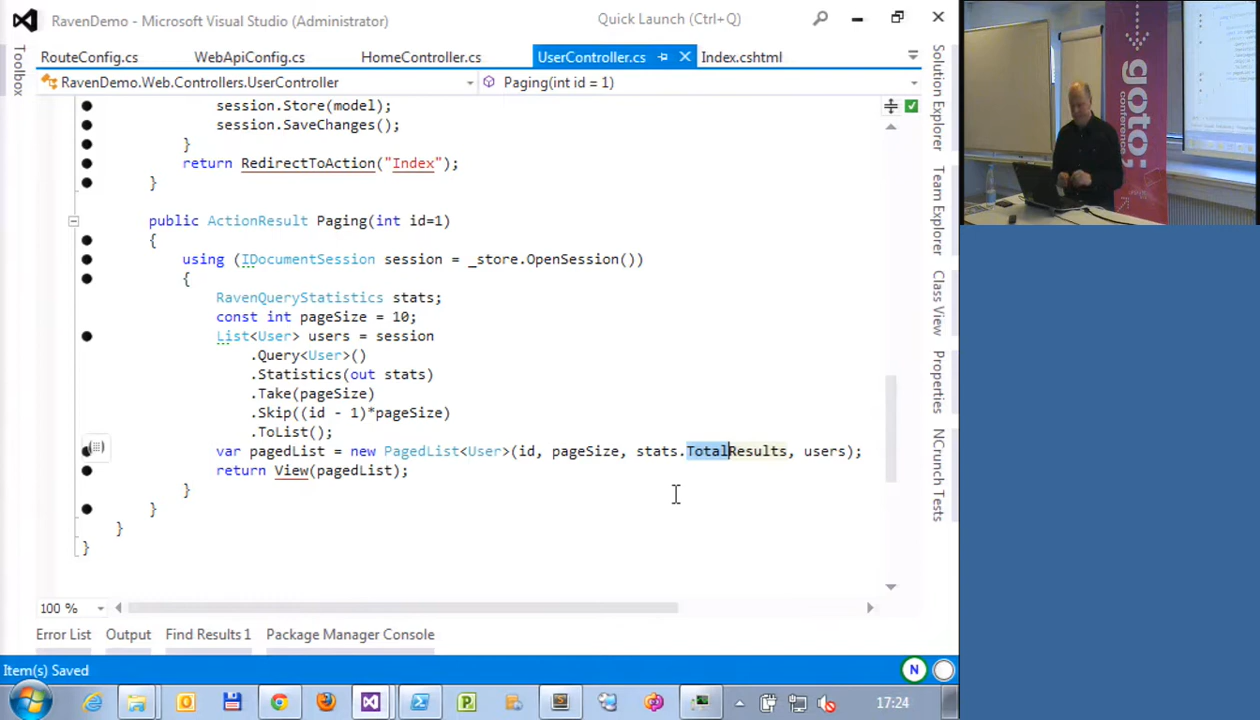 RavenDemo - Microsoft Visual Studio (Administrator)
Quick Launch (Ctrl+Q)
RouteConfig.cs
WebApiConfig.cs
HomeController.cs
UserController.cs
Index.cshtml
RavenDemo.Web.Controllers.UserController
Paging(int id = 1)
session.Store(model);
session.SaveChanges();
}
return RedirectToAction("Index");
}
public ActionResult Paging(int id=1)
{
using (IDocumentSession session = _store.OpenSession())
{
RavenQueryStatistics stats;
const int pageSize = 10;
List<User> users = session
.Query<User>()
.Statistics(out stats)
.Take(pageSize)
.Skip((id - 1)*pageSize)
.ToList();
var pagedList = new PagedList<User>(id, pageSize, stats.TotalResults, users);
return View(pagedList);
}
}
}
}
100 %
Error List
Output
Find Results 1
Package Manager Console
Item(s) Saved
N
17:24
Toolbox
Solution Explorer
Team Explorer
Class View
Properties
NCrunch Tests
goto;
conference